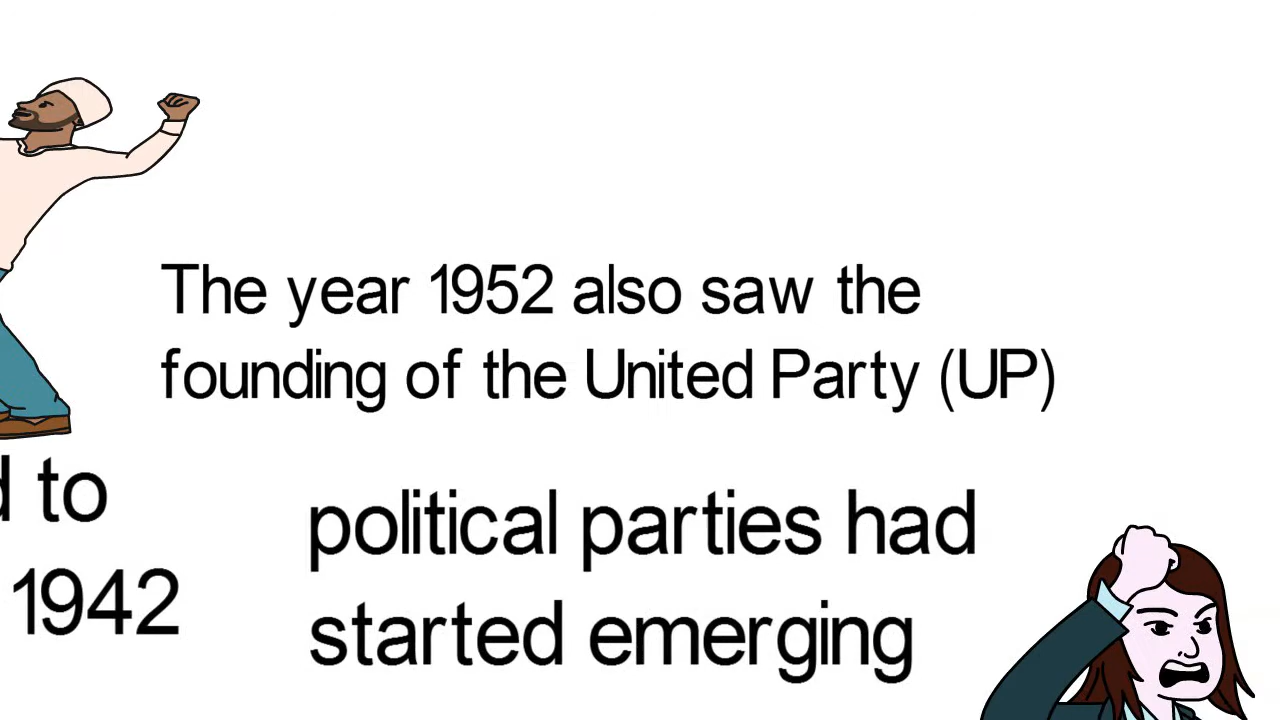 The year 1952 also saw the
founding of the United Party (UP)
to
1942
political parties had
started emerging